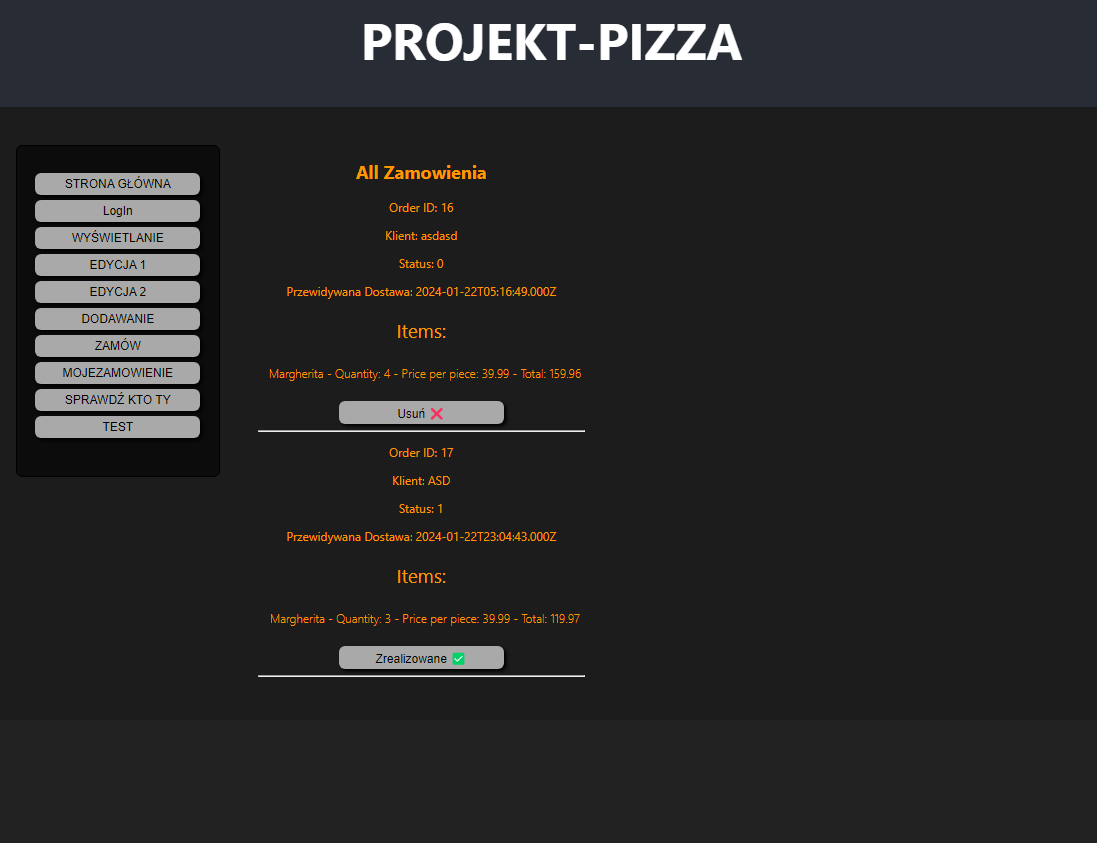 PROJEKT-PIZZA
STRONA GŁÓWNA
LogIn
WYŚWIETLANIE
EDYCJA 1
EDYCJA 2
DODAWANIE
ZAMÓW
MOJEZAMOWIENIE
SPRAWDŹ KTO TY
TEST
All Zamowienia
Order ID: 16
Klient: asdasd
Status: 0
Przewidywana Dostawa: 2024-01-22T05:16:49.000Z
Items:
Margherita - Quantity: 4 - Price per piece: 39.99 - Total: 159.96
Usuń ❌
Order ID: 17
Klient: ASD
Status: 1
Przewidywana Dostawa: 2024-01-22T23:04:43.000Z
Items:
Margherita - Quantity: 3 - Price per piece: 39.99 - Total: 119.97
Zrealizowane ✅